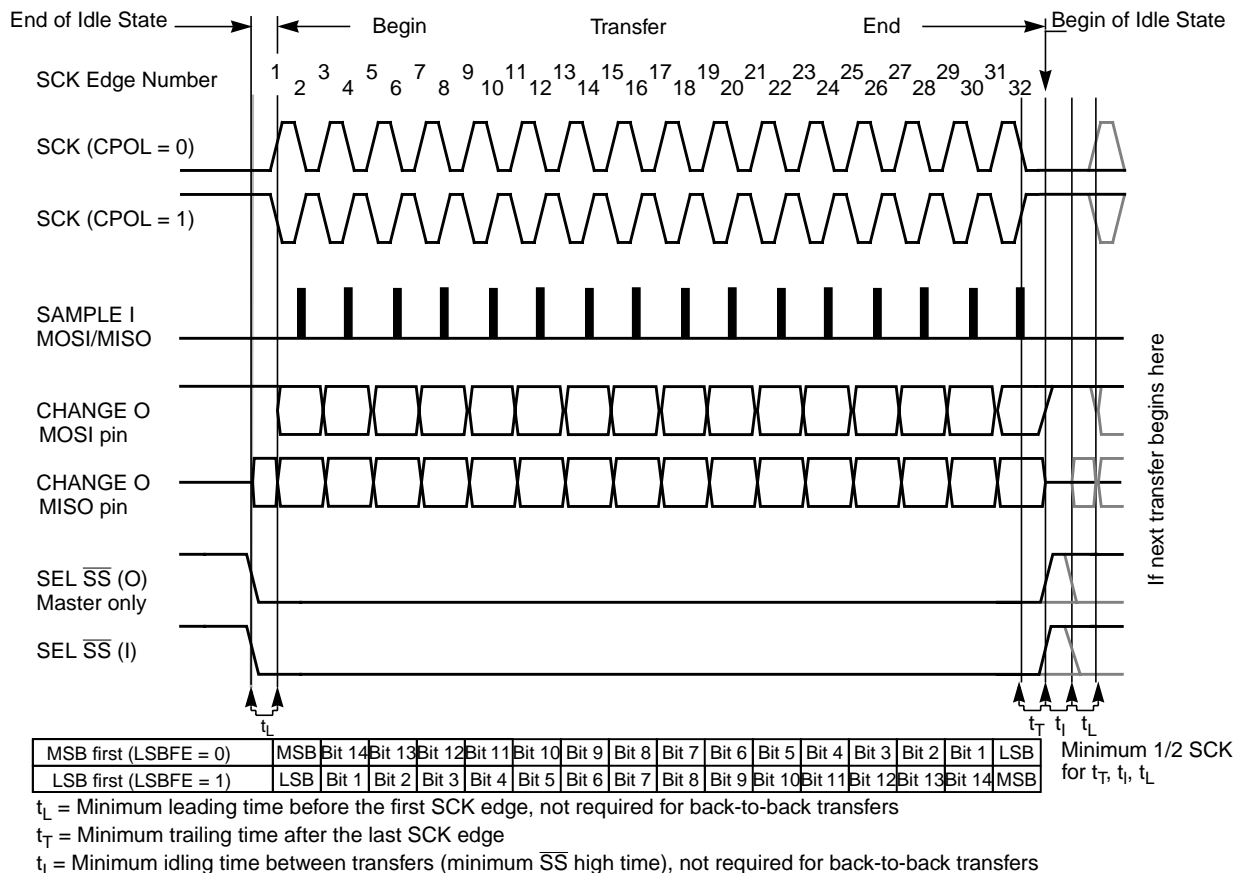 End of Idle State
Begin
Transfer
End
Begin of Idle State
SCK Edge Number
1 3 5 7 9 11 13 15 17 19 21 23 25 27 29 31
2 4 6 8 10 12 14 16 18 20 22 24 26 28 30 32
SCK (CPOL = 0)
SCK (CPOL = 1)
SAMPLE I
MOSI/MISO
CHANGE O
MOSI pin
CHANGE O
MISO pin
SEL SS (O)
Master only
SEL SS (I)
If next transfer begins here
tL
tT tI tL
MSB first (LSBFE = 0) MSB Bit 14 Bit 13 Bit 12 Bit 11 Bit 10 Bit 9 Bit 8 Bit 7 Bit 6 Bit 5 Bit 4 Bit 3 Bit 2 Bit 1 LSB
LSB first (LSBFE = 1) LSB Bit 1 Bit 2 Bit 3 Bit 4 Bit 5 Bit 6 Bit 7 Bit 8 Bit 9 Bit 10 Bit 11 Bit 12 Bit 13 Bit 14 MSB
Minimum 1/2 SCK
for tT, tI, tL
tL = Minimum leading time before the first SCK edge, not required for back-to-back transfers
tT = Minimum trailing time after the last SCK edge
tI = Minimum idling time between transfers (minimum SS high time), not required for back-to-back transfers